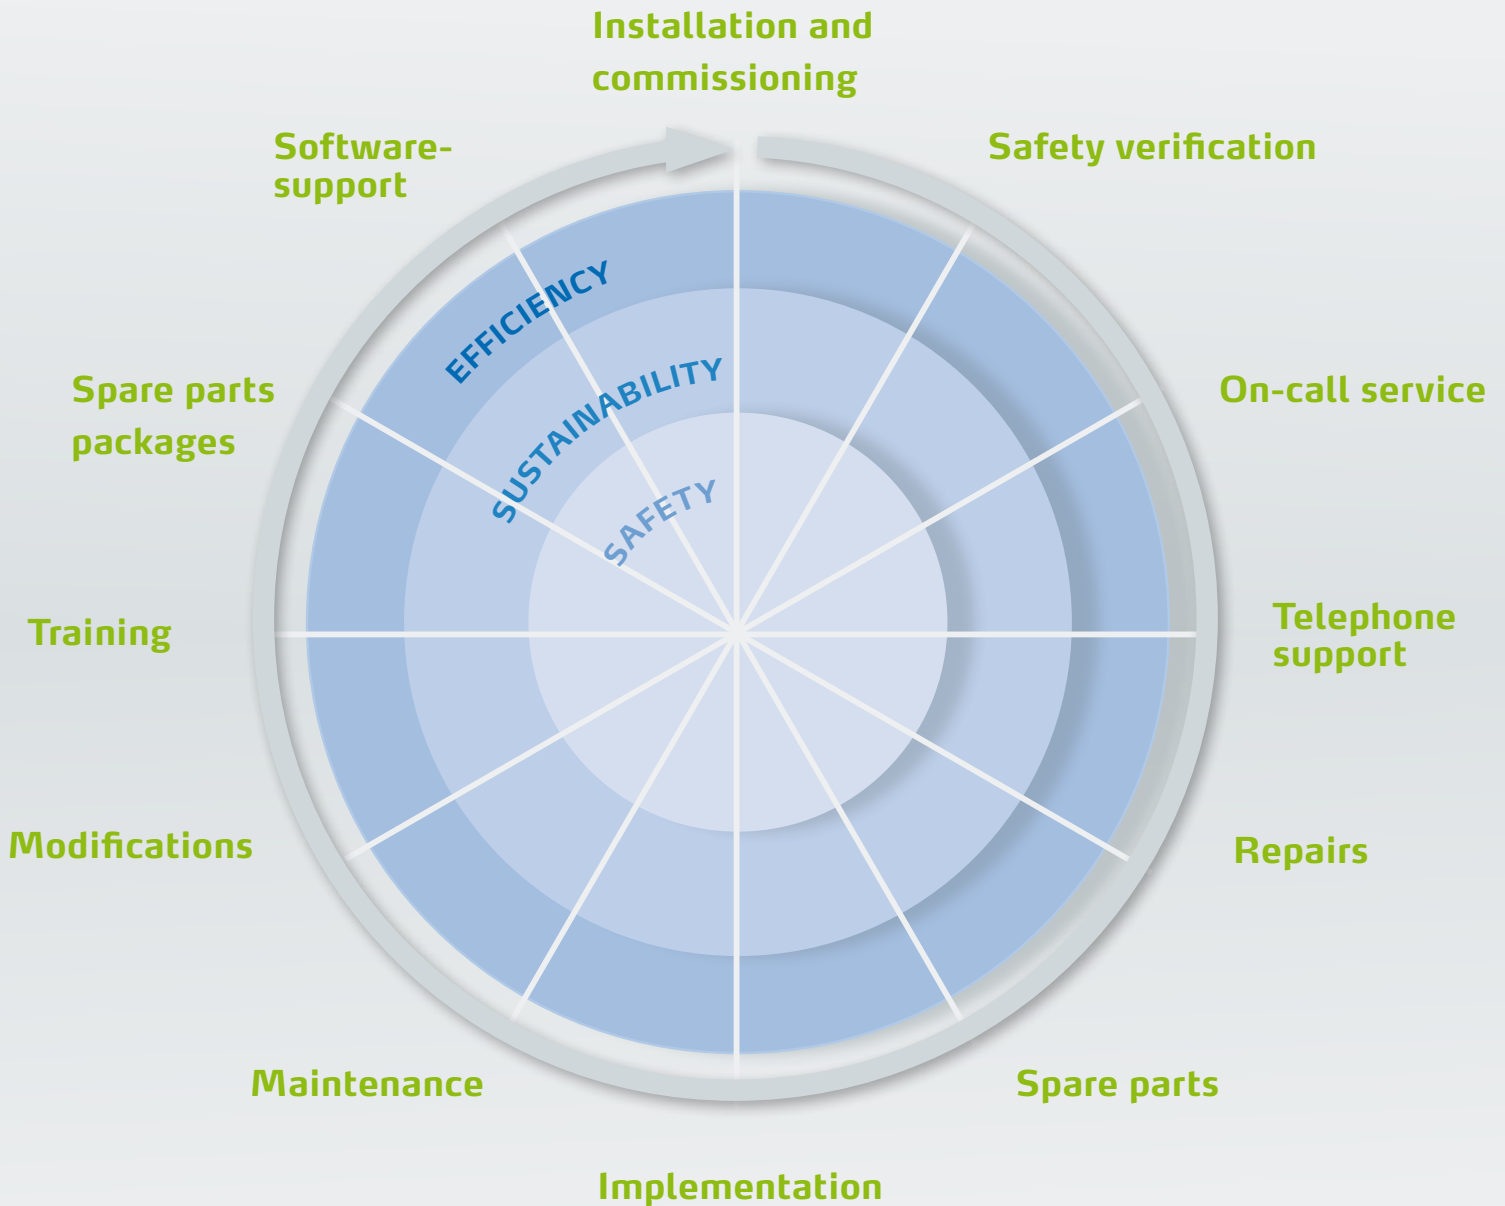 Installation and
commissioning
Software-
support
Safety verification
EFFICIENCY
SUSTAINABILITY
SAFETY
Spare parts
packages
On-call service
Training
Telephone
support
Modifications
Repairs
Maintenance
Spare parts
Implementation